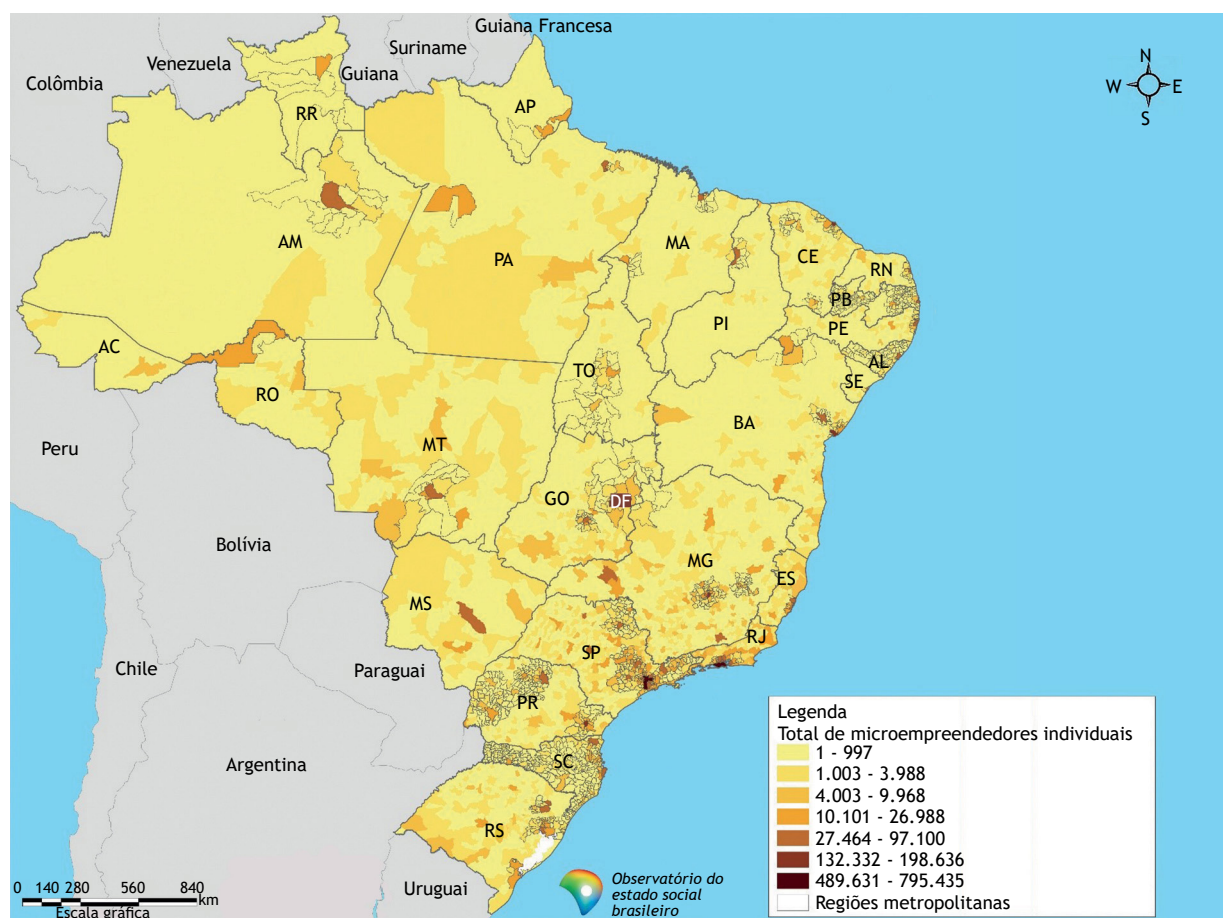 Guiana Francesa
Suriname
Venezuela
Guiana
Colômbia
N
W
E
S
RR
AP
AM
PA
MA
CE
RN
PB
PI
PE
AC
TO
AL
SE
RO
BA
Peru
MT
GO
DF
Bolívia
MG
ES
MS
RJ
SP
Chile
Paraguai
PR
Legenda
Total de microempreendedores individuais
1 - 997
1.003 - 3.988
4.003 - 9.968
10.101 - 26.988
27.464 - 97.100
132.332 - 198.636
489.631 - 795.435
Regiões metropolitanas
Argentina
SC
RS
Uruguai
0 140 280 560 840
km
Escala gráfica
Observatório do
estado social
brasileiro